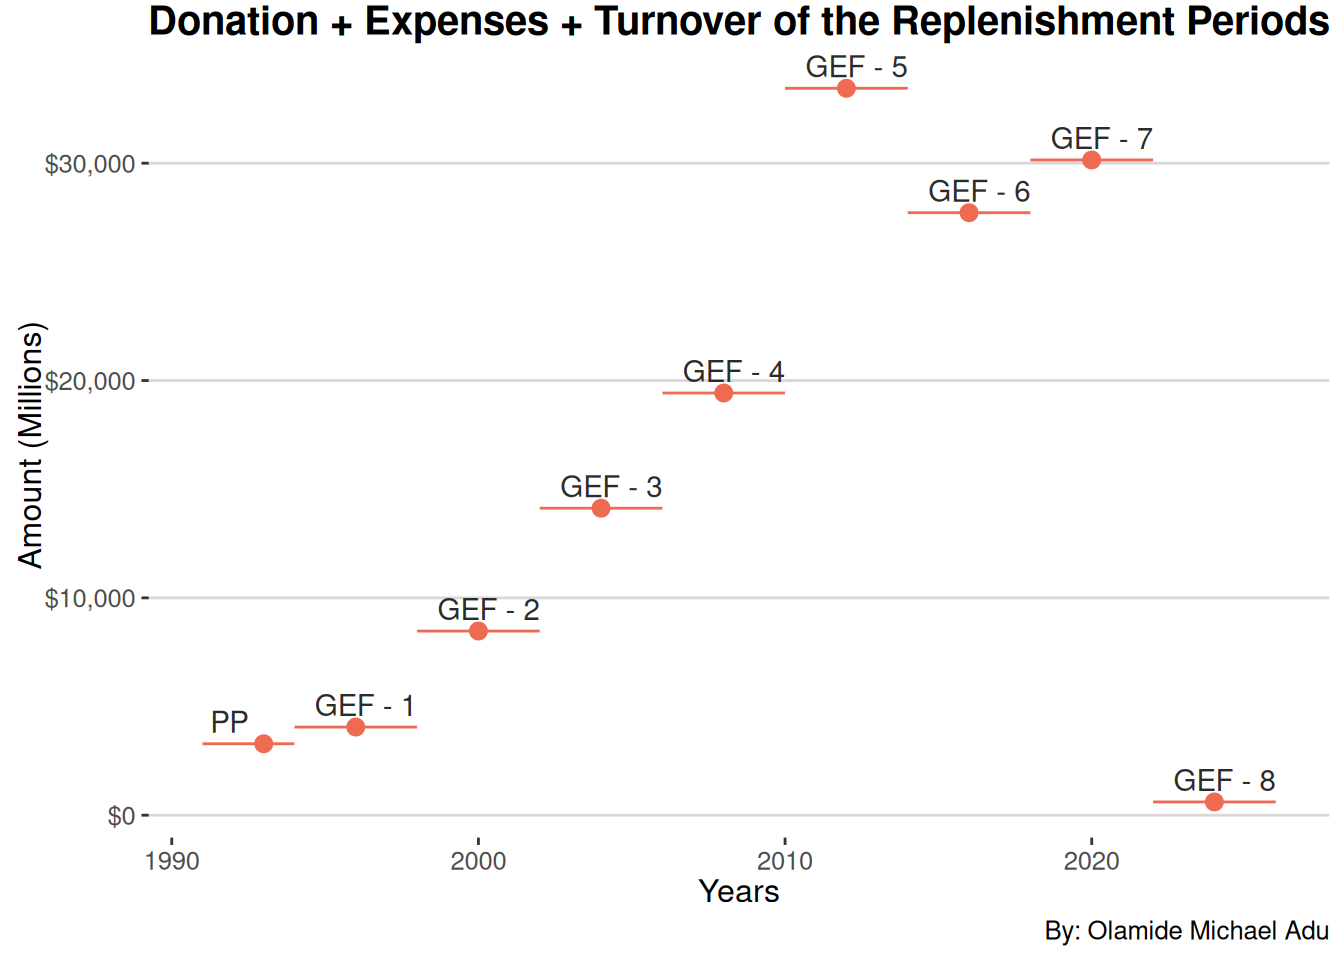 Donation + Expenses + Turnover of the Replenishment Periods
GEF - 5
GEF - 7
$30,000
GEF - 6
GEF - 4
$20,000
Amount (Millions)
GEF - 3
$10,000
GEF - 2
GEF - 1
PP
GEF - 8
$0
1990 2000 2010 2020
Years
By: Olamide Michael Adu